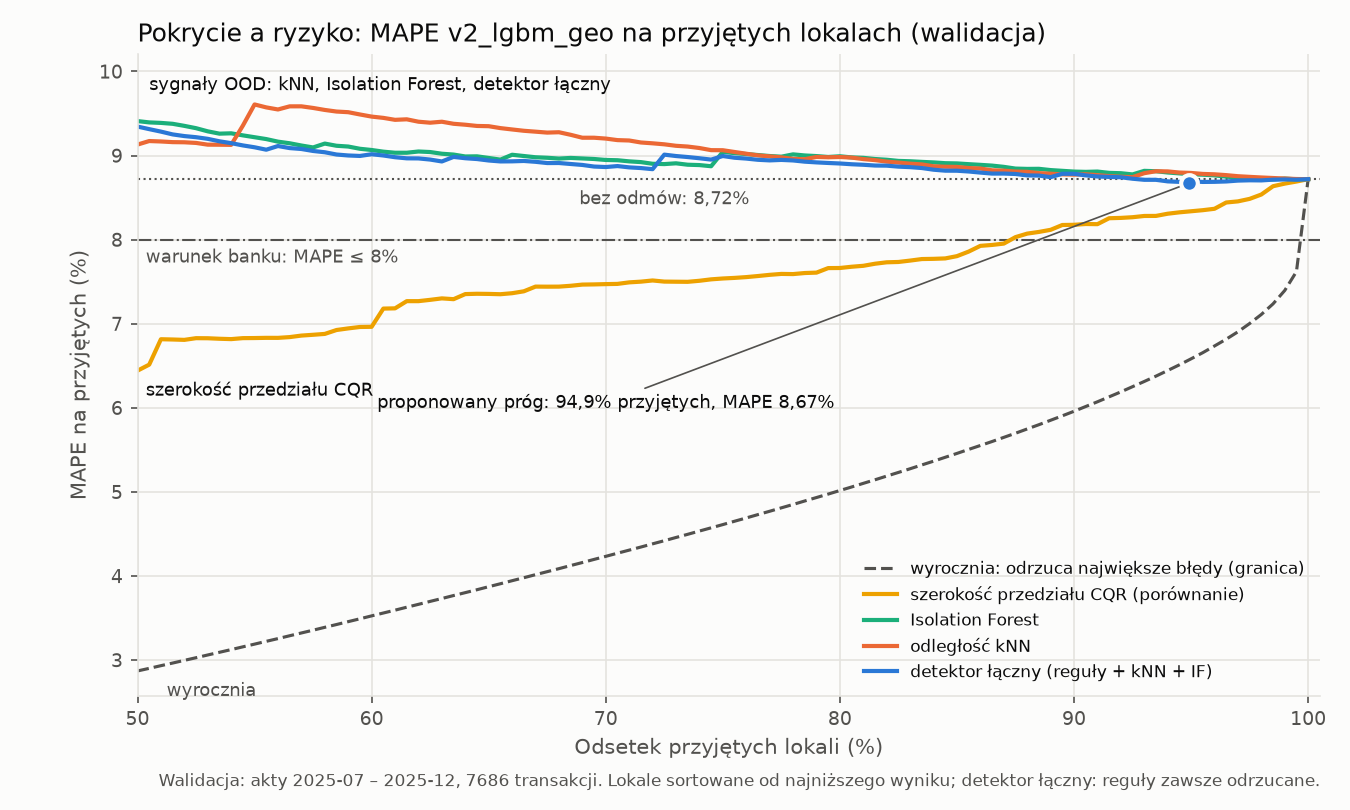 Pokrycie a ryzyko: MAPE v2_lgbm_geo na przyjętych lokalach (walidacja)
10
sygnały OOD: kNN, Isolation Forest, detektor łączny
9
bez odmów: 8,72%
8
warunek banku: MAPE ≤ 8%
MAPE na przyjętych (%)
7
szerokość przedziału CQR
proponowany próg: 94,9% przyjętych, MAPE 8,67%
6
5
4
3
wyrocznia: odrzuca największe błędy (granica)
szerokość przedziału CQR (porównanie)
Isolation Forest
odległość kNN
detektor łączny (reguły + kNN + IF)
wyrocznia
50 60 70 80 90 100
Odsetek przyjętych lokali (%)
Walidacja: akty 2025-07 – 2025-12, 7686 transakcji. Lokale sortowane od najniższego wyniku; detektor łączny: reguły zawsze odrzucane.